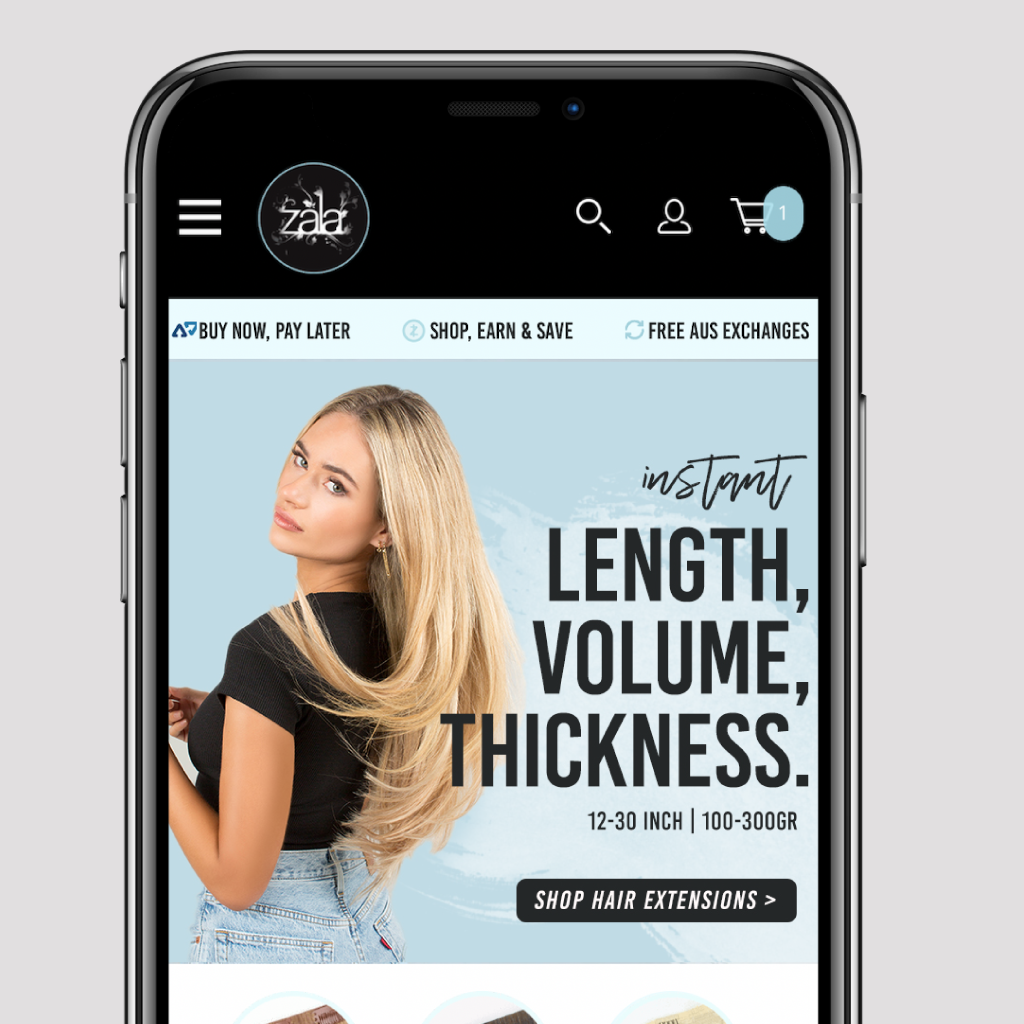 zala
1
BUY NOW, PAY LATER
SHOP, EARN & SAVE
FREE AUS EXCHANGES
instant
LENGTH,
VOLUME,
THICKNESS.
12-30 INCH | 100-300GR
SHOP HAIR EXTENSIONS >